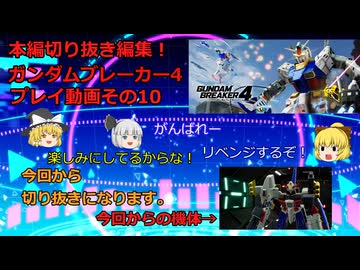 本編切り抜き編集！
ガンダムブレーカー4
プレイ動画その10
GUNDAM
BREAKER 4
がんばれー
楽しみにしてるからな！
リベンジするぞ！
今回から
切り抜きになります。
今回からの機体→